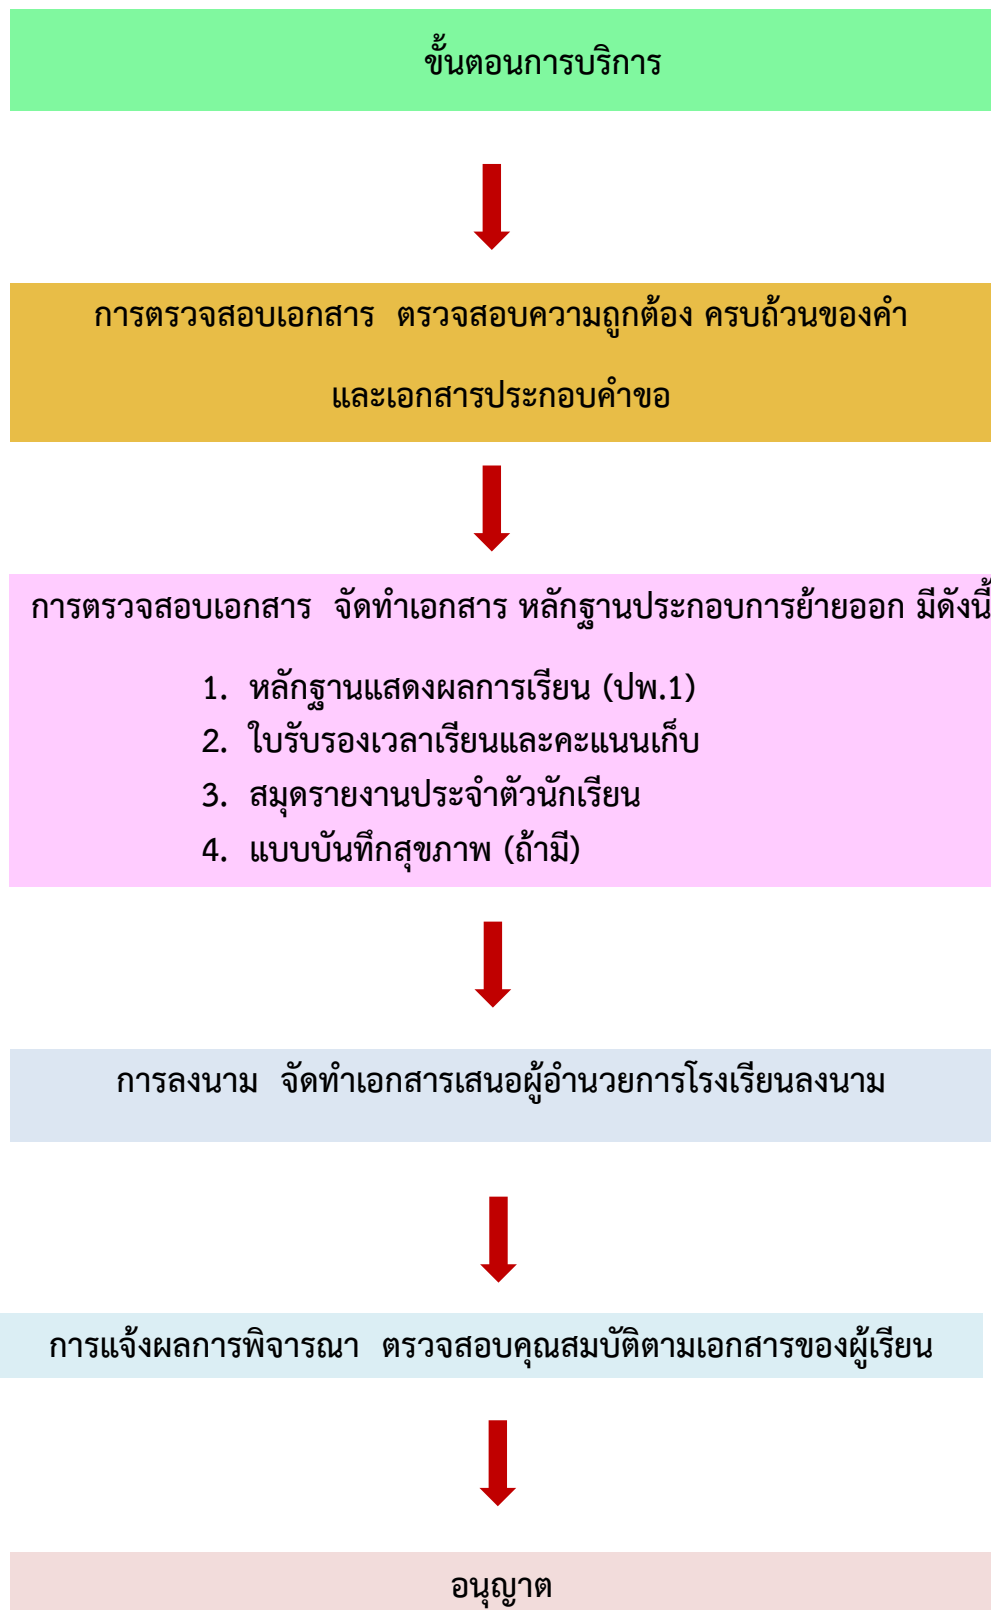 ขั้นตอนการบริการ
การตรวจสอบเอกสาร ตรวจสอบความถูกต้อง ครบถ้วนของคำ
และเอกสารประกอบคำขอ
การตรวจสอบเอกสาร จัดทำเอกสาร หลักฐานประกอบการย้ายออก มีดังนี้
1. หลักฐานแสดงผลการเรียน (ปพ.1)
2. ใบรับรองเวลาเรียนและคะแนนเก็บ
3. สมุดรายงานประจำตัวนักเรียน
4. แบบบันทึกสุขภาพ (ถ้ามี)
การลงนาม จัดทำเอกสารเสนอผู้อำนวยการโรงเรียนลงนาม
การแจ้งผลการพิจารณา ตรวจสอบคุณสมบัติตามเอกสารของผู้เรียน
อนุญาต